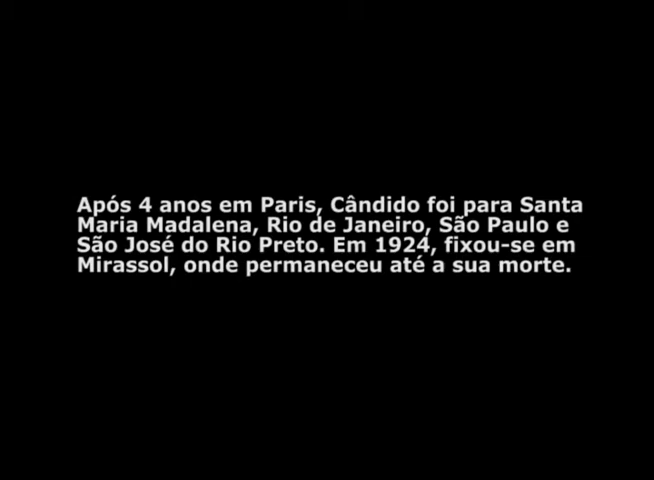 Após 4 anos em Paris, Cândido foi para Santa
Maria Madalena, Rio de Janeiro, São Paulo e
São José do Rio Preto. Em 1924, fixou-se em
Mirassol, onde permaneceu até a sua morte.